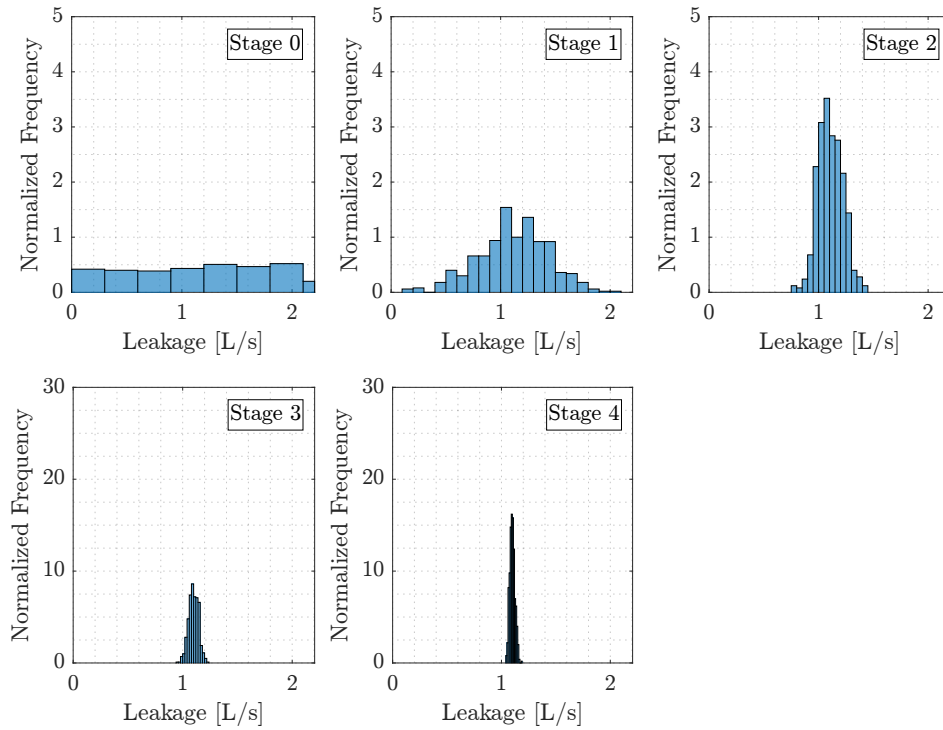 Stage 0
Normalized Frequency
5
4
3
2
1
0
0 1 2
Leakage [L/s]
Stage 1
Normalized Frequency
5
4
3
2
1
0
0 1 2
Leakage [L/s]
Stage 2
Normalized Frequency
5
4
3
2
1
0
0 1 2
Leakage [L/s]
Stage 3
Normalized Frequency
30
20
10
0
0 1 2
Leakage [L/s]
Stage 4
Normalized Frequency
30
20
10
0
0 1 2
Leakage [L/s]